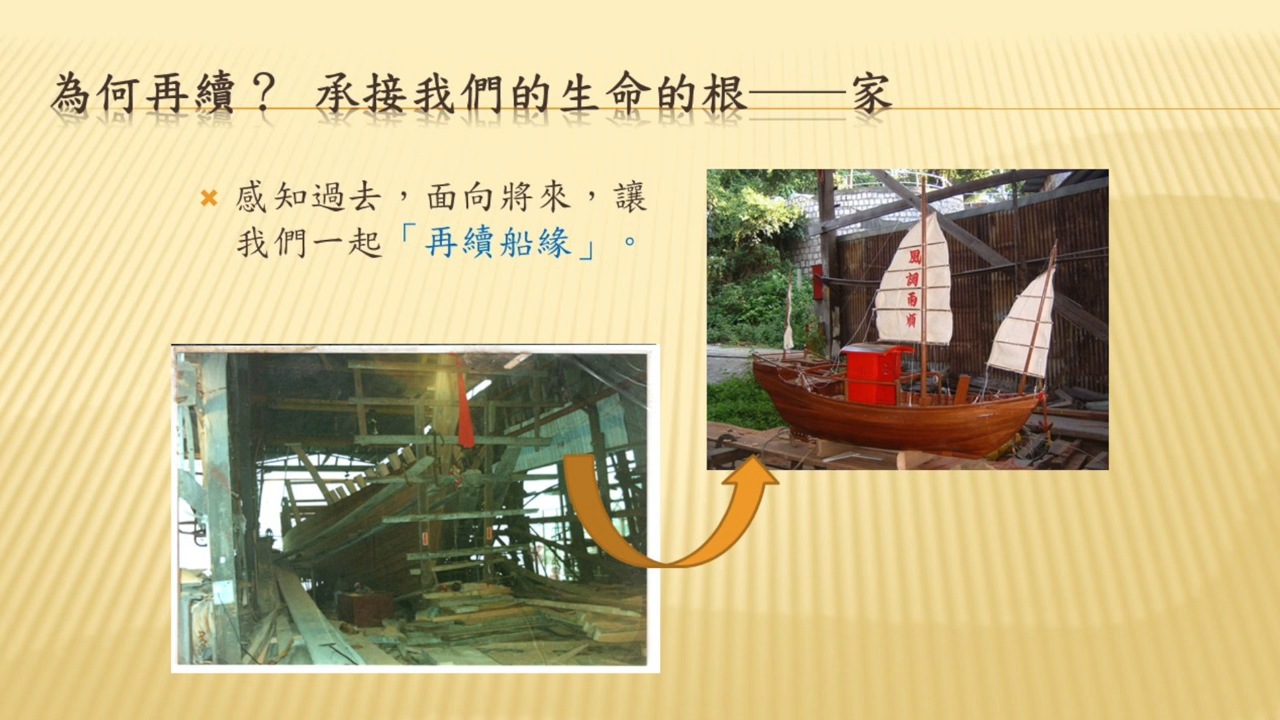 為何再續？ 承接我們的生命的根——家
感知過去，面向將來，讓
我們一起「再續船緣」。
風調雨順